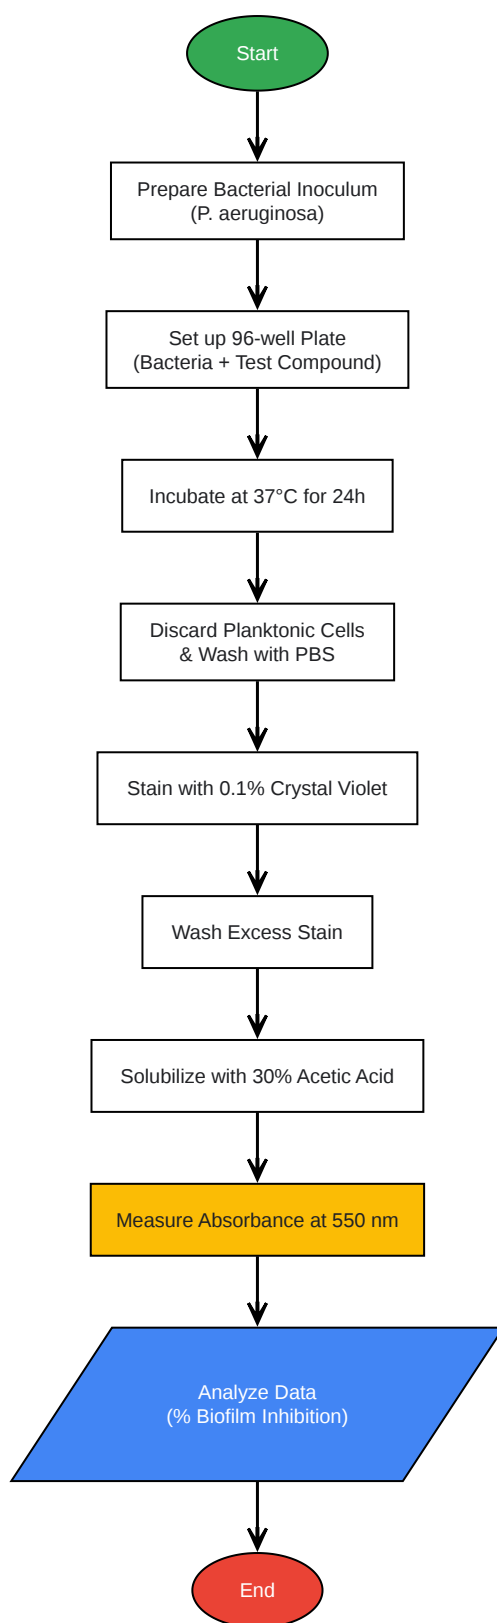 Start
Prepare Bacterial Inoculum
(P. aeruginosa)
Set up 96-well Plate
(Bacteria + Test Compound)
Incubate at 37°C for 24h
Discard Planktonic Cells
& Wash with PBS
Stain with 0.1% Crystal Violet
Wash Excess Stain
Solubilize with 30% Acetic Acid
Measure Absorbance at 550 nm
Analyze Data
(% Biofilm Inhibition)
End